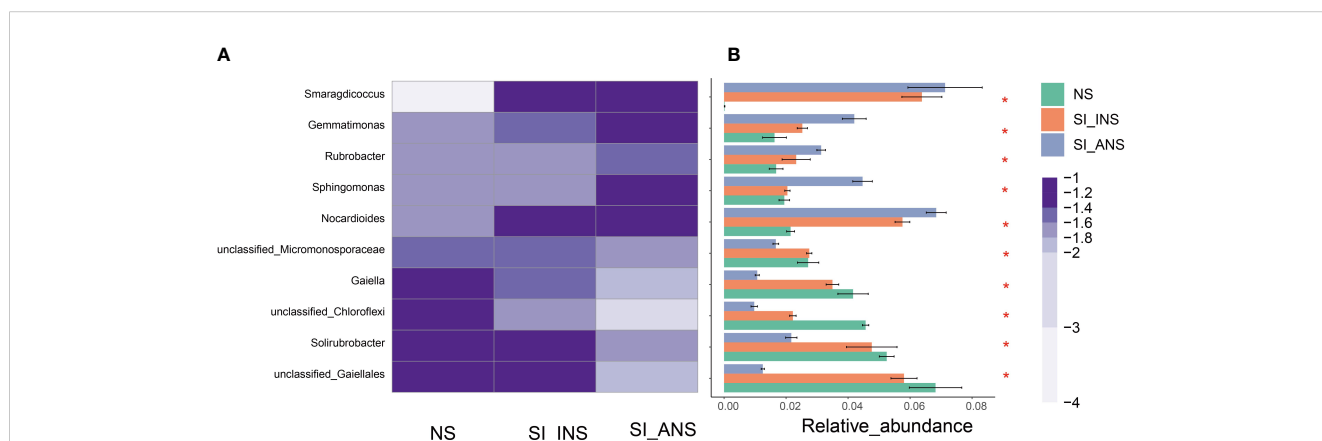 A
B
Smaragdicoccus
Gemmatimonas
Rubrobacter
Sphingomonas
Nocardioides
unclassified_Micromonosporaceae
Gaiella
unclassified_Chloroflexi
Solirubrobacter
unclassified_Gaiellales
NS
SI_INS
SI_ANS
*
*
*
*
*
*
*
*
*
*
0.00 0.02 0.04 0.06 0.08
Relative_abundance
NS
SI_INS
SI_ANS
−1
−1.2
−1.4
−1.6
−1.8
−2
−3
−4